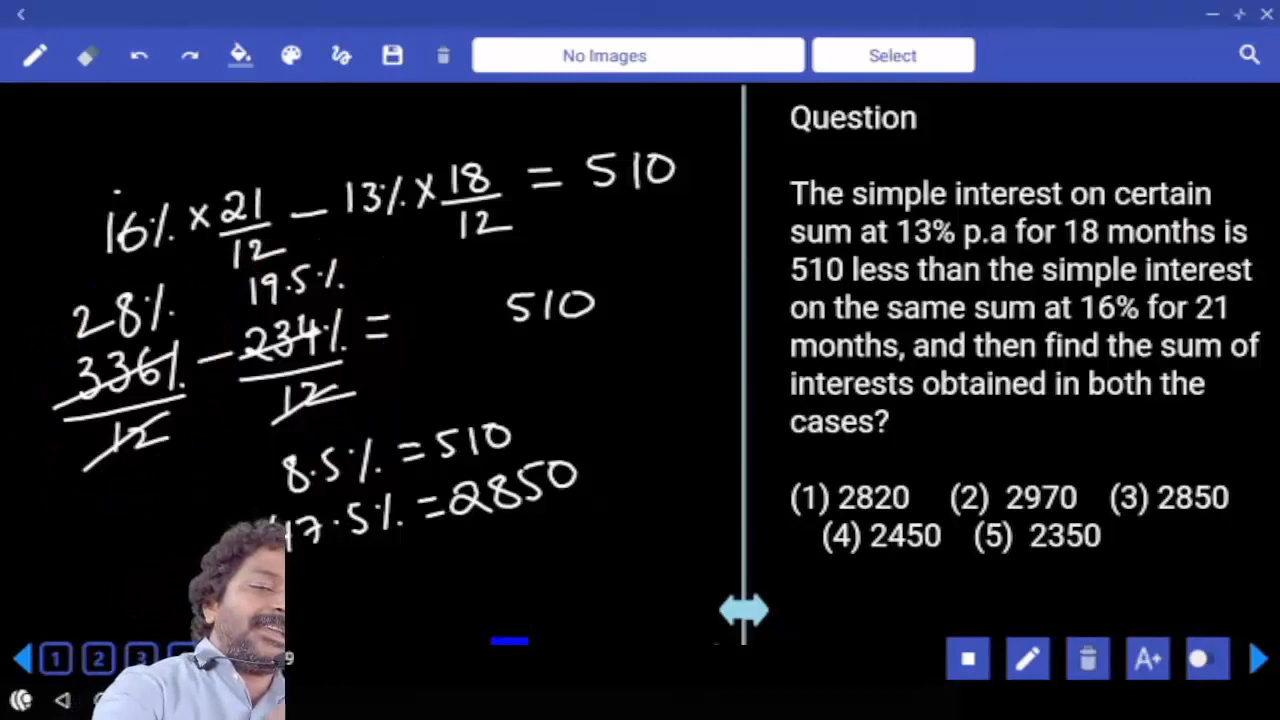 No Images
Select
16% × 21/12 − 13% × 18/12 = 510
28% 19.5%
336%/12 − 234%/12 = 510
8.5% = 510
47.5% = 2850
Question
The simple interest on certain
sum at 13% p.a for 18 months is
510 less than the simple interest
on the same sum at 16% for 21
months, and then find the sum of
interests obtained in both the
cases?
(1) 2820 (2) 2970 (3) 2850
(4) 2450 (5) 2350
1 2 3 9
A+